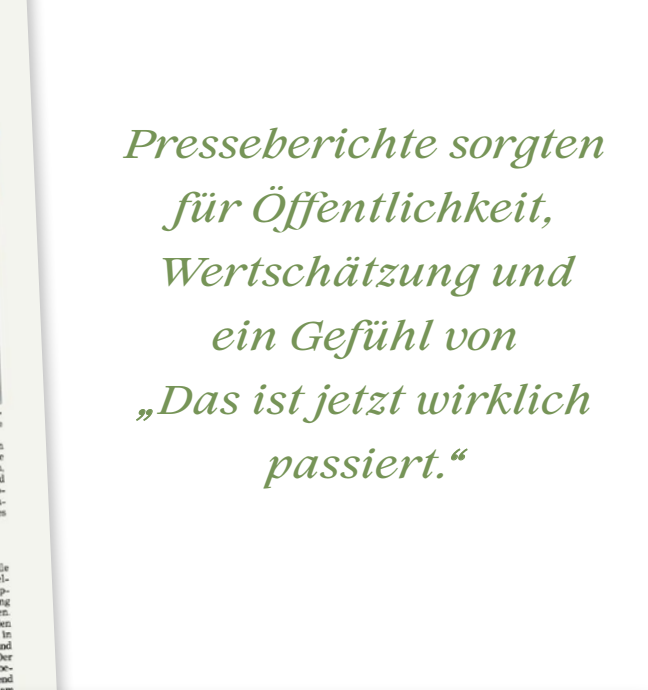 Presseberichte sorgten
für Öffentlichkeit,
Wertschätzung und
ein Gefühl von
„Das ist jetzt wirklich
passiert.“